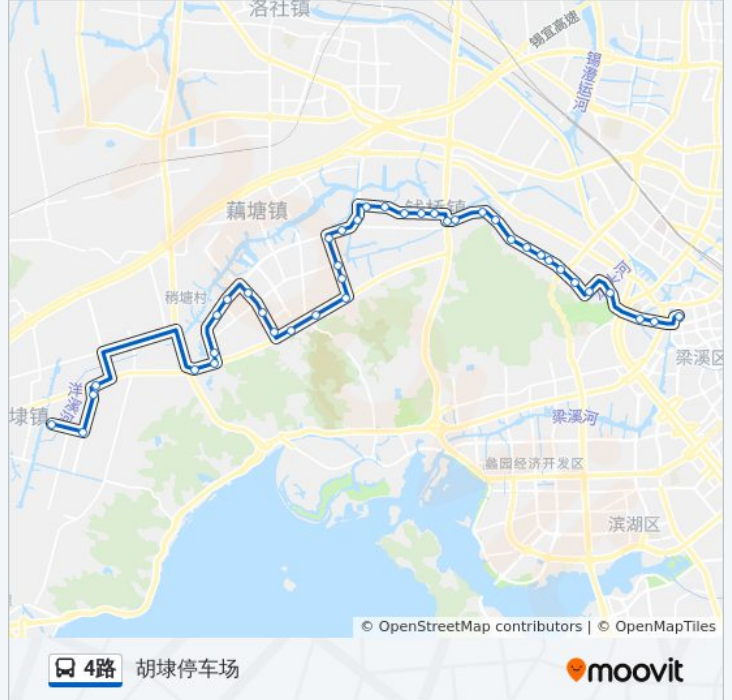 洛社镇
锡宜高速
锡澄运河
藕塘镇
钱桥镇
稍塘村
梁溪区
洋溪河
埭镇
梁溪河
蠡园经济开发区
滨湖区
© OpenStreetMap contributors | © OpenMapTiles
4路 胡埭停车场
moovit